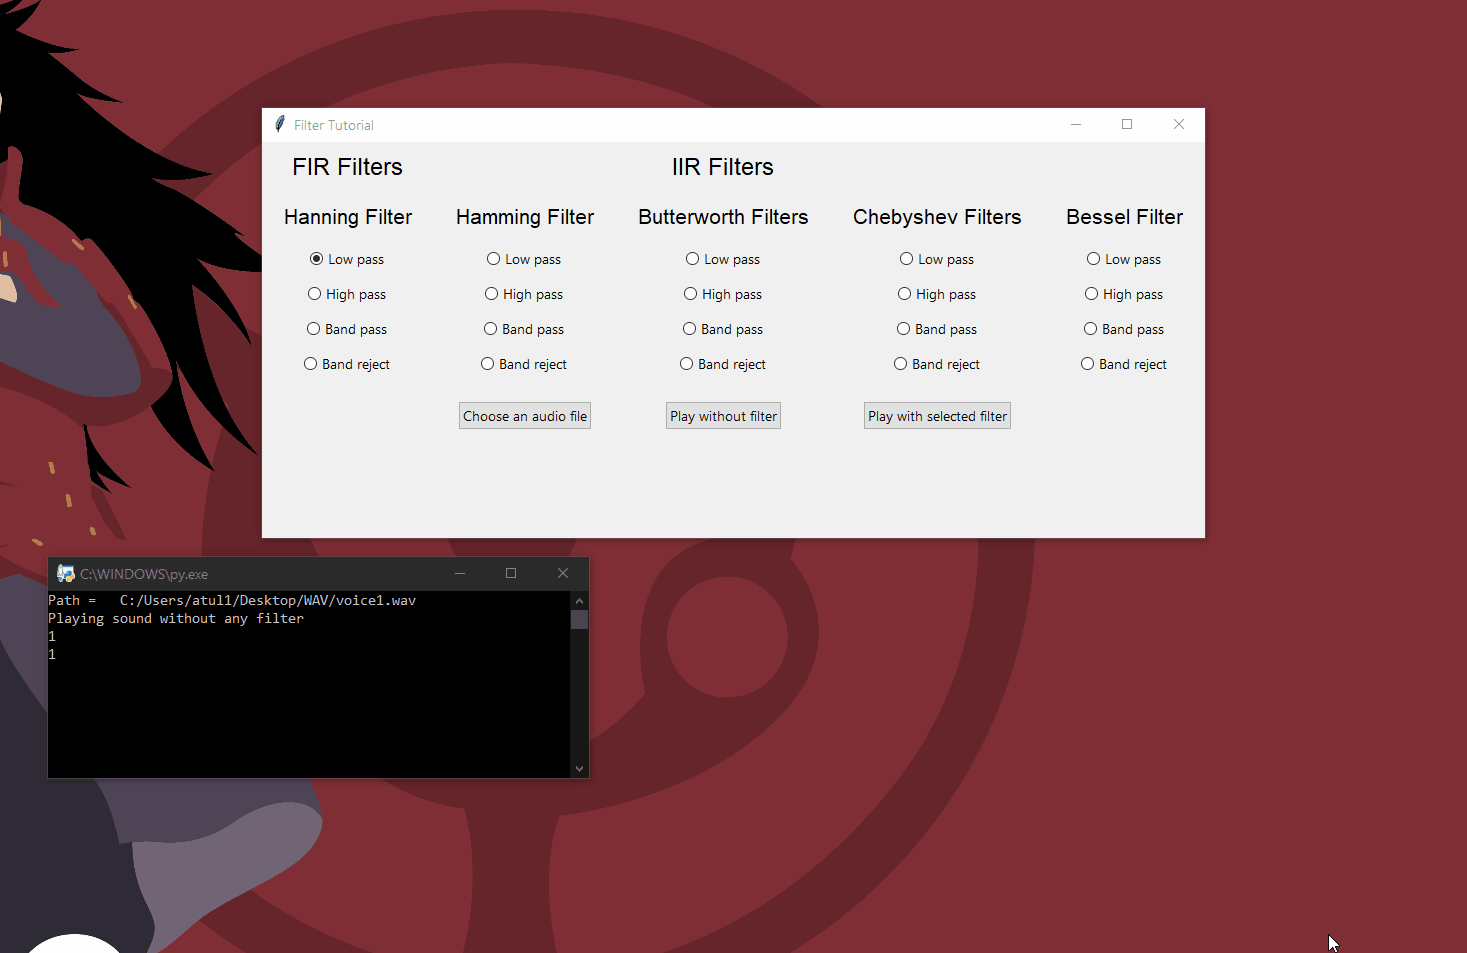 Filter Tutorial
FIR Filters IIR Filters
Hanning Filter Hamming Filter Butterworth Filters Chebyshev Filters Bessel Filter
Low pass Low pass Low pass Low pass Low pass
High pass High pass High pass High pass High pass
Band pass Band pass Band pass Band pass Band pass
Band reject Band reject Band reject Band reject Band reject
Choose an audio file Play without filter Play with selected filter
C:\WINDOWS\py.exe
Path =   C:/Users/atul1/Desktop/WAV/voice1.wav
Playing sound without any filter
1
1